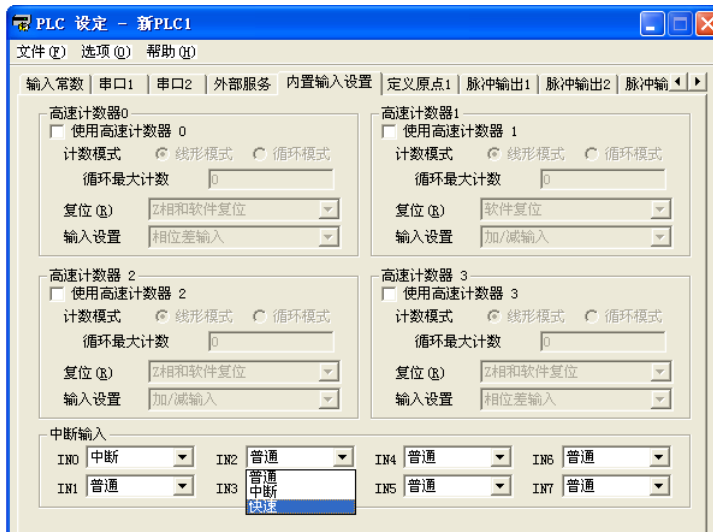 PLC 设定 - 新PLC1
文件(F) 选项(O) 帮助(H)
输入常数 串口1 串口2 外部服务 内置输入设置 定义原点1 脉冲输出1 脉冲输出2 脉冲输
高速计数器0
使用高速计数器 0
计数模式 线形模式 循环模式
循环最大计数 0
复位(R) Z相和软件复位
输入设置 相位差输入
高速计数器1
使用高速计数器 1
计数模式 线形模式 循环模式
循环最大计数 0
复位(R) 软件复位
输入设置 加/减输入
高速计数器 2
使用高速计数器 2
计数模式 线形模式 循环模式
循环最大计数 0
复位(R) Z相和软件复位
输入设置 加/减输入
高速计数器 3
使用高速计数器 3
计数模式 线形模式 循环模式
循环最大计数 0
复位(R) Z相和软件复位
输入设置 相位差输入
中断输入
IN0 中断 IN2 普通 IN4 普通 IN6 普通
IN1 普通 IN3 IN5 普通 IN7 普通
普通
中断
快速